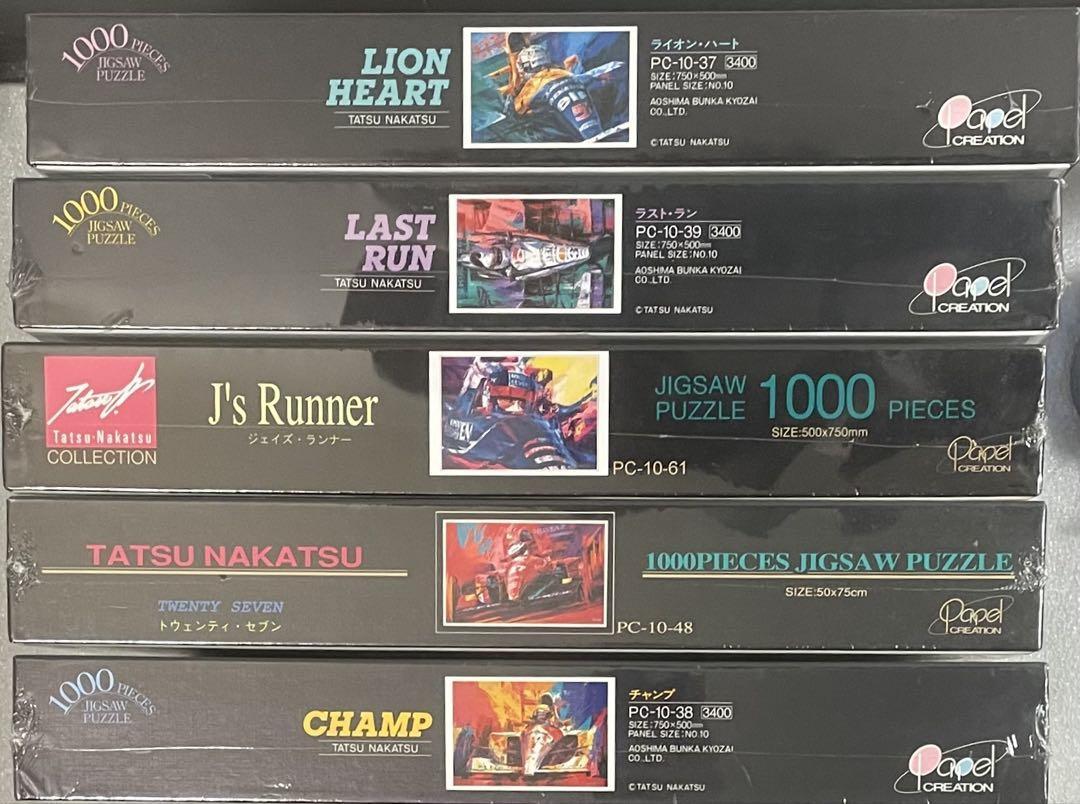 1000 PIECES
JIGSAW
PUZZLE
LION
HEART
TATSU NAKATSU
ライオン・ハート
PC-10-37 3400
SIZE:750×500mm
PANEL SIZE:NO.10
AOSHIMA BUNKA KYOZAI
CO.,LTD.
©TATSU NAKATSU
Papel
CREATION
1000 PIECES
JIGSAW
PUZZLE
LAST
RUN
TATSU NAKATSU
ラスト・ラン
PC-10-39 3400
SIZE:750×500mm
PANEL SIZE:NO.10
AOSHIMA BUNKA KYOZAI
CO.,LTD.
©TATSU NAKATSU
Papel
CREATION
Tatsu-Nakatsu
COLLECTION
J's Runner
ジェイズ・ランナー
PC-10-61
JIGSAW
PUZZLE 1000 PIECES
SIZE:500x750mm
Papel
CREATION
TATSU NAKATSU
TWENTY SEVEN
トウェンティ・セブン
PC-10-48
1000PIECES JIGSAW PUZZLE
SIZE:50x75cm
Papel
CREATION
1000 PIECES
JIGSAW
PUZZLE
CHAMP
TATSU NAKATSU
チャンプ
PC-10-38 3400
SIZE:750×500mm
PANEL SIZE:NO.10
AOSHIMA BUNKA KYOZAI
CO.,LTD.
©TATSU NAKATSU
Papel
CREATION